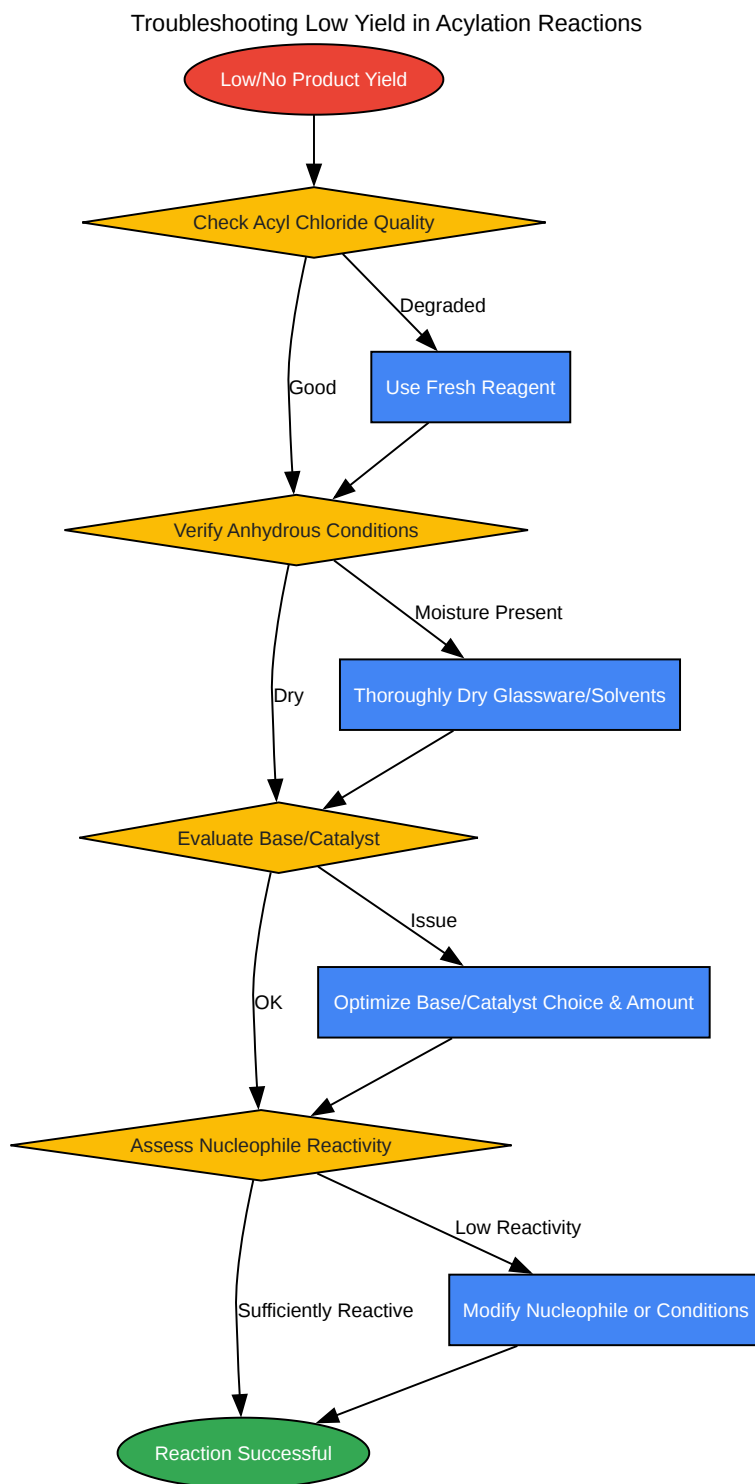 Troubleshooting Low Yield in Acylation Reactions
Low/No Product Yield
Check Acyl Chloride Quality
Degraded
Use Fresh Reagent
Good
Verify Anhydrous Conditions
Moisture Present
Thoroughly Dry Glassware/Solvents
Dry
Evaluate Base/Catalyst
Issue
Optimize Base/Catalyst Choice & Amount
OK
Assess Nucleophile Reactivity
Low Reactivity
Modify Nucleophile or Conditions
Sufficiently Reactive
Reaction Successful